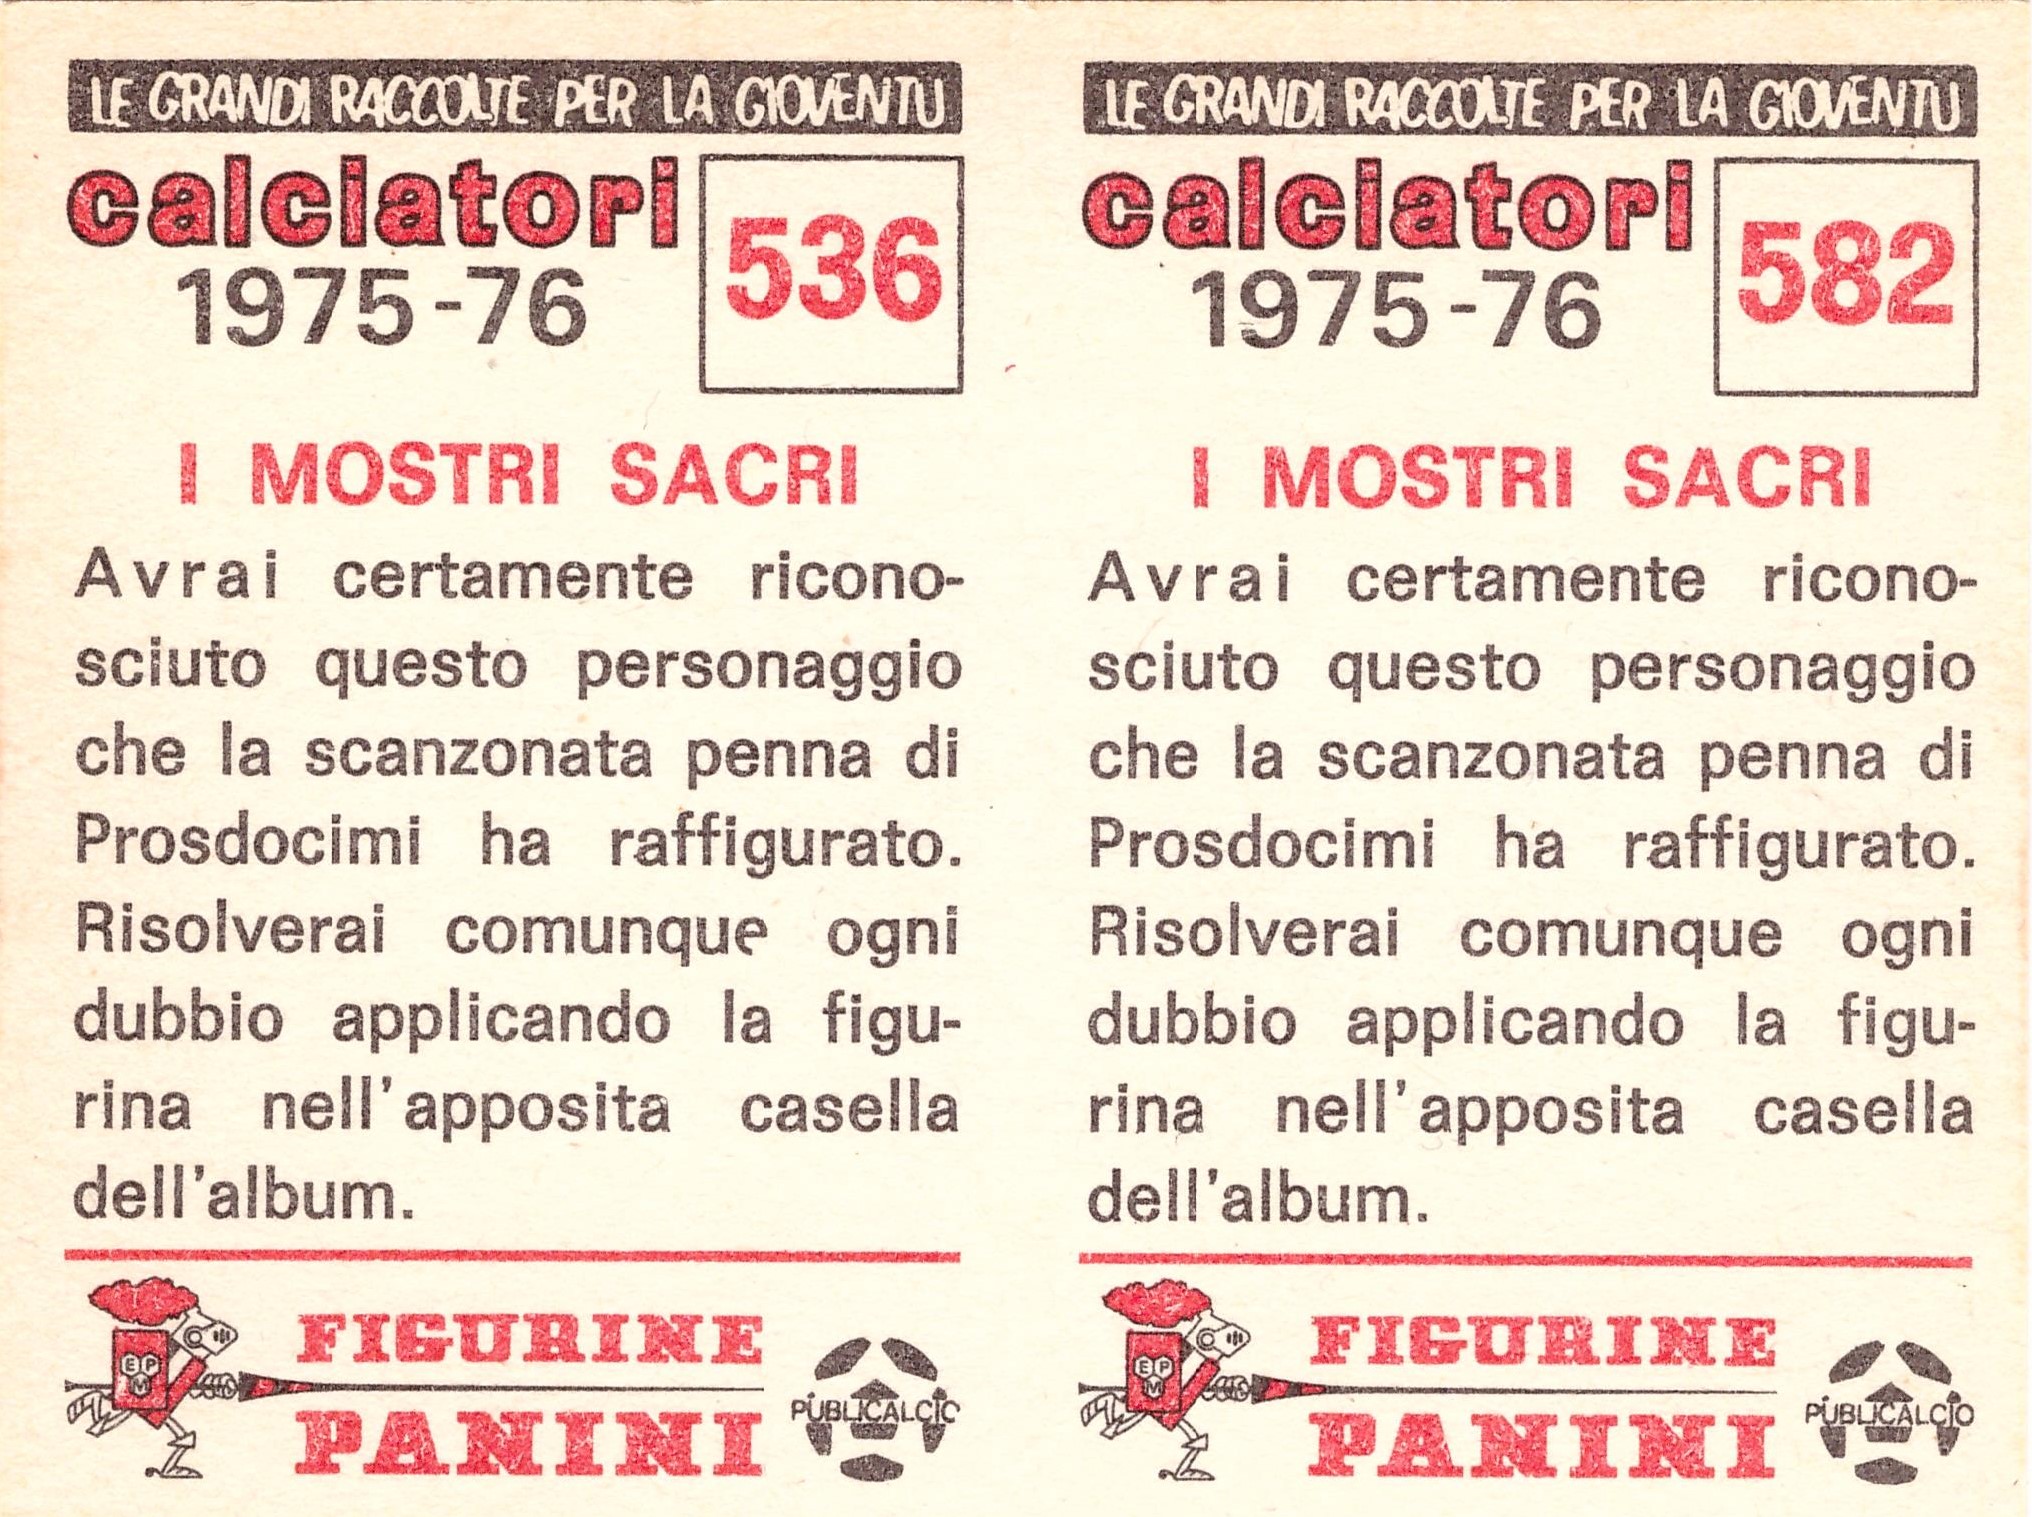 LE GRANDI RACCOLTE PER LA GIOVENTU
calciatori
1975-76
536
I MOSTRI SACRI
Avrai certamente ricono-
sciuto questo personaggio
che la scanzonata penna di
Prosdocimi ha raffigurato.
Risolverai comunque ogni
dubbio applicando la figu-
rina nell'apposita casella
dell'album.
EPM
FIGURINE
PANINI
PUBLICALCIO
LE GRANDI RACCOLTE PER LA GIOVENTU
calciatori
1975-76
582
I MOSTRI SACRI
Avrai certamente ricono-
sciuto questo personaggio
che la scanzonata penna di
Prosdocimi ha raffigurato.
Risolverai comunque ogni
dubbio applicando la figu-
rina nell'apposita casella
dell'album.
EPM
FIGURINE
PANINI
PUBLICALCIO